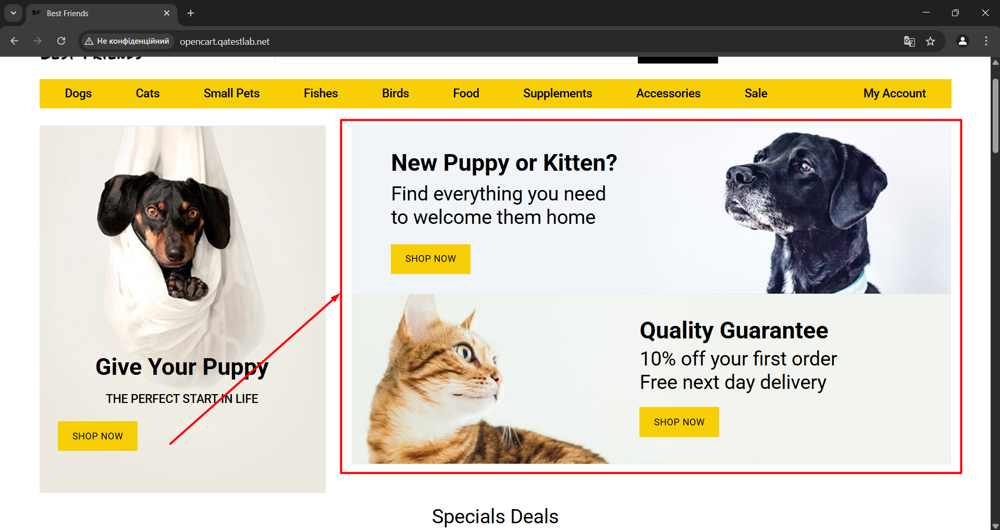 BF Best Friends
Не конфіденційний opencart.qatestlab.net
BEST FRIENDS
Dogs Cats Small Pets Fishes Birds Food Supplements Accessories Sale My Account
New Puppy or Kitten?
Find everything you need
to welcome them home
SHOP NOW
Give Your Puppy
THE PERFECT START IN LIFE
SHOP NOW
Quality Guarantee
10% off your first order
Free next day delivery
SHOP NOW
Specials Deals